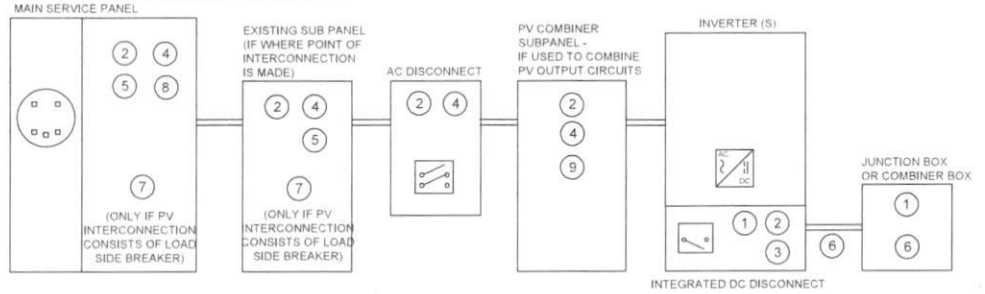 MAIN SERVICE PANEL
2 4
5 8
7
(ONLY IF PV
INTERCONNECTION
CONSISTS OF LOAD
SIDE BREAKER)
EXISTING SUB PANEL
(IF WHERE POINT OF
INTERCONNECTION
IS MADE)
2 4
5
7
(ONLY IF PV
INTERCONNECTION
CONSISTS OF LOAD
SIDE BREAKER)
AC DISCONNECT
2 4
PV COMBINER
SUBPANEL -
IF USED TO COMBINE
PV OUTPUT CIRCUITS
2
4
9
INVERTER (S)
AC
DC
1 2
3
INTEGRATED DC DISCONNECT
6
JUNCTION BOX
OR COMBINER BOX
1
6